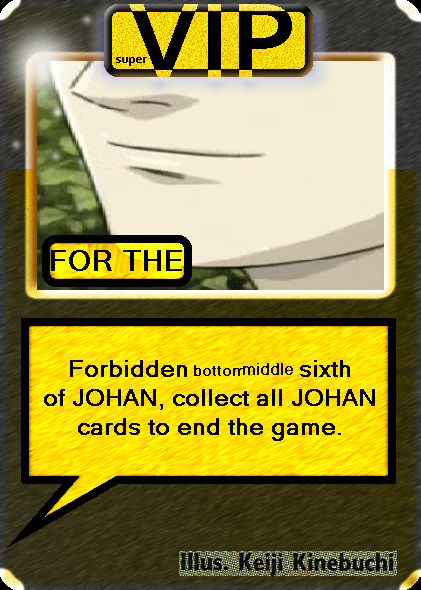 super VIP
FOR THE
Forbidden bottommiddle sixth
of JOHAN, collect all JOHAN
cards to end the game.
Illus. Keiji Kinebuchi